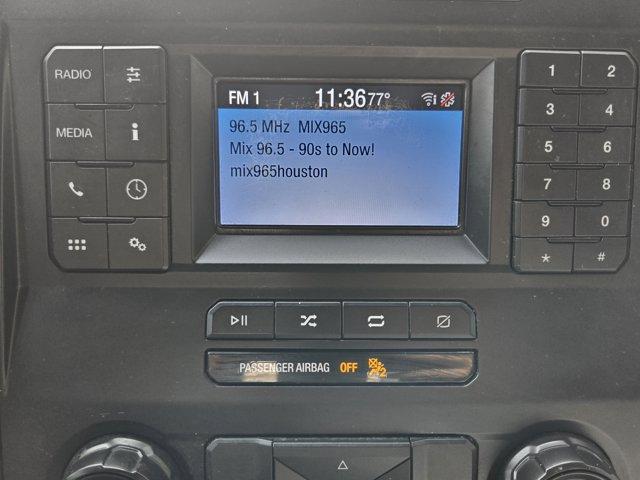 RADIO
MEDIA
i
FM 1 11:36 77°
96.5 MHz MIX965
Mix 96.5 - 90s to Now!
mix965houston
1 2
3 4
5 6
7 8
9 0
* #
PASSENGER AIRBAG OFF 2